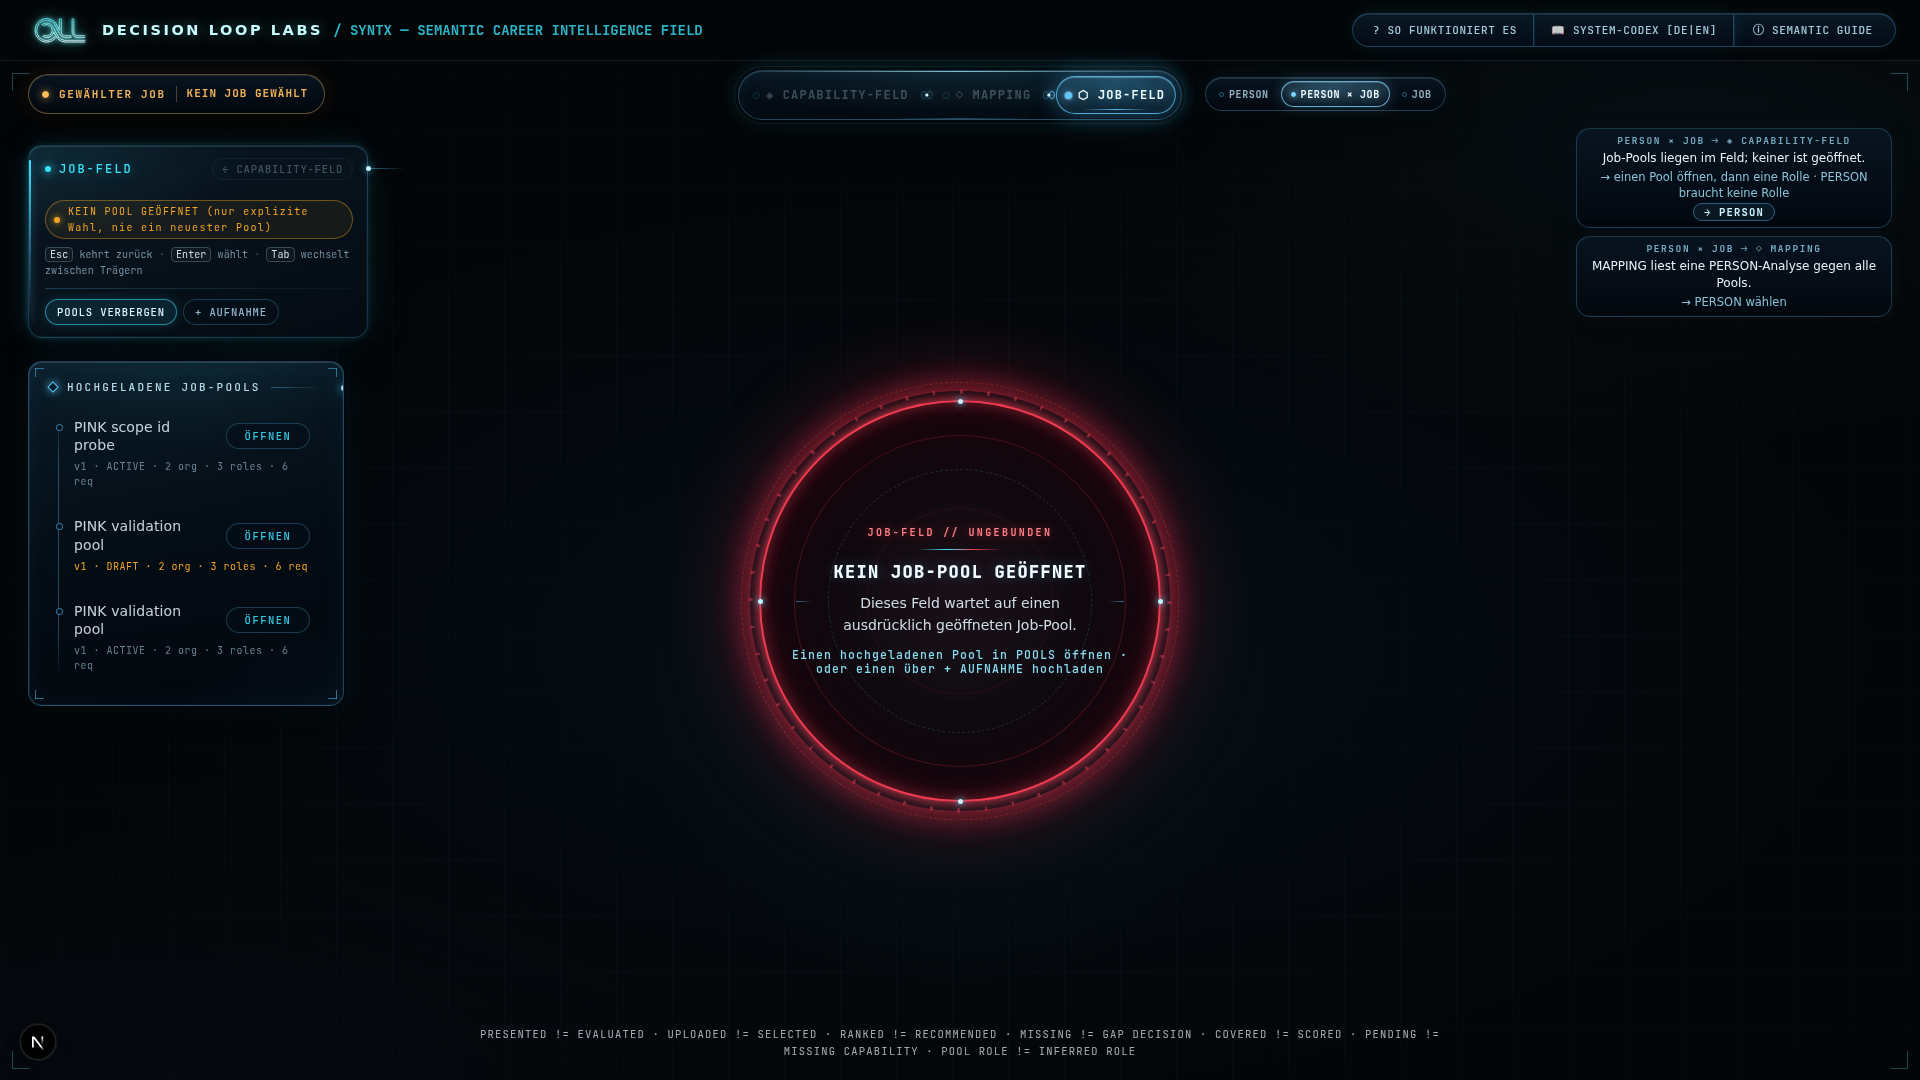 DECISION LOOP LABS / SYNTX — SEMANTIC CAREER INTELLIGENCE FIELD
? SO FUNKTIONIERT ES
📖 SYSTEM-CODEX [DE|EN]
ⓘ SEMANTIC GUIDE
GEWÄHLTER JOB | KEIN JOB GEWÄHLT
◈ CAPABILITY-FELD
◇ MAPPING
⬡ JOB-FELD
PERSON
PERSON × JOB
JOB
JOB-FELD
← CAPABILITY-FELD
KEIN POOL GEÖFFNET (nur explizite
Wahl, nie ein neuester Pool)
Esc kehrt zurück · Enter wählt · Tab wechselt
zwischen Trägern
POOLS VERBERGEN
+ AUFNAHME
PERSON × JOB → ◈ CAPABILITY-FELD
Job-Pools liegen im Feld; keiner ist geöffnet.
→ einen Pool öffnen, dann eine Rolle · PERSON
braucht keine Rolle
→ PERSON
PERSON × JOB → ◇ MAPPING
MAPPING liest eine PERSON-Analyse gegen alle
Pools.
→ PERSON wählen
HOCHGELADENE JOB-POOLS
PINK scope id
probe
ÖFFNEN
v1 · ACTIVE · 2 org · 3 roles · 6
req
PINK validation
pool
ÖFFNEN
v1 · DRAFT · 2 org · 3 roles · 6 req
PINK validation
pool
ÖFFNEN
v1 · ACTIVE · 2 org · 3 roles · 6
req
JOB-FELD // UNGEBUNDEN
KEIN JOB-POOL GEÖFFNET
Dieses Feld wartet auf einen
ausdrücklich geöffneten Job-Pool.
Einen hochgeladenen Pool in POOLS öffnen ·
oder einen über + AUFNAHME hochladen
PRESENTED != EVALUATED · UPLOADED != SELECTED · RANKED != RECOMMENDED · MISSING != GAP DECISION · COVERED != SCORED · PENDING !=
MISSING CAPABILITY · POOL ROLE != INFERRED ROLE
N